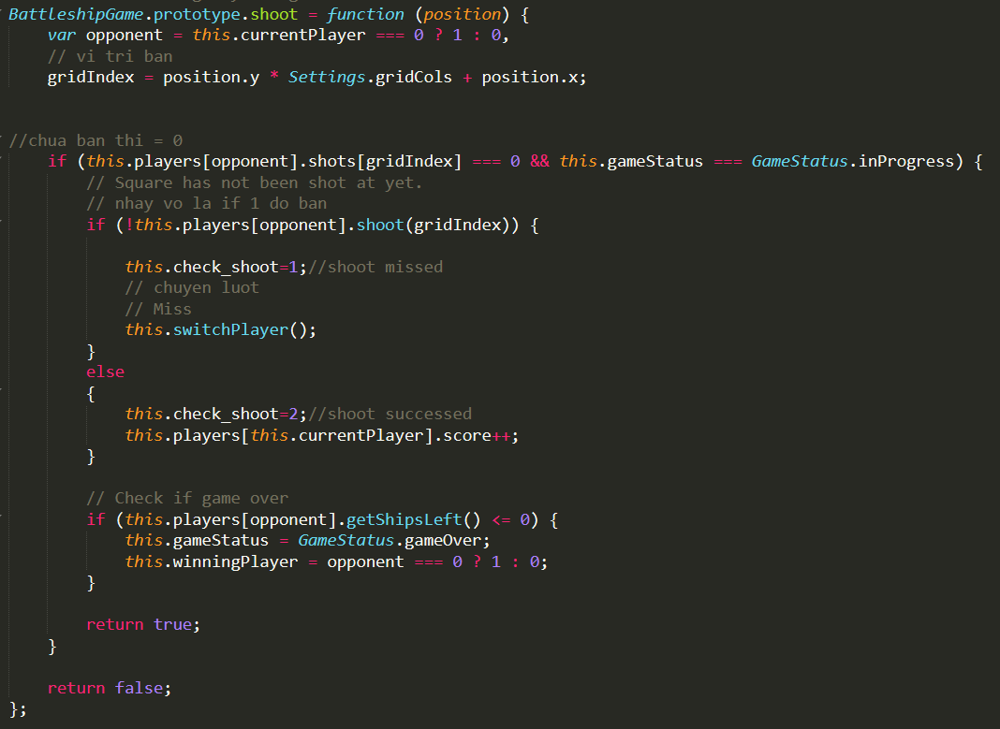 BattleshipGame.prototype.shoot = function (position) {
    var opponent = this.currentPlayer === 0 ? 1 : 0,
    // vi tri ban
    gridIndex = position.y * Settings.gridCols + position.x;
//chua ban thi = 0
    if (this.players[opponent].shots[gridIndex] === 0 && this.gameStatus === GameStatus.inProgress) {
        // Square has not been shot at yet.
        // nhay vo la if 1 do ban
        if (!this.players[opponent].shoot(gridIndex)) {
            this.check_shoot=1;//shoot missed
            // chuyen luot
            // Miss
            this.switchPlayer();
        }
        else
        {
            this.check_shoot=2;//shoot successed
            this.players[this.currentPlayer].score++;
        }
        // Check if game over
        if (this.players[opponent].getShipsLeft() <= 0) {
            this.gameStatus = GameStatus.gameOver;
            this.winningPlayer = opponent === 0 ? 1 : 0;
        }
        return true;
    }
    return false;
};